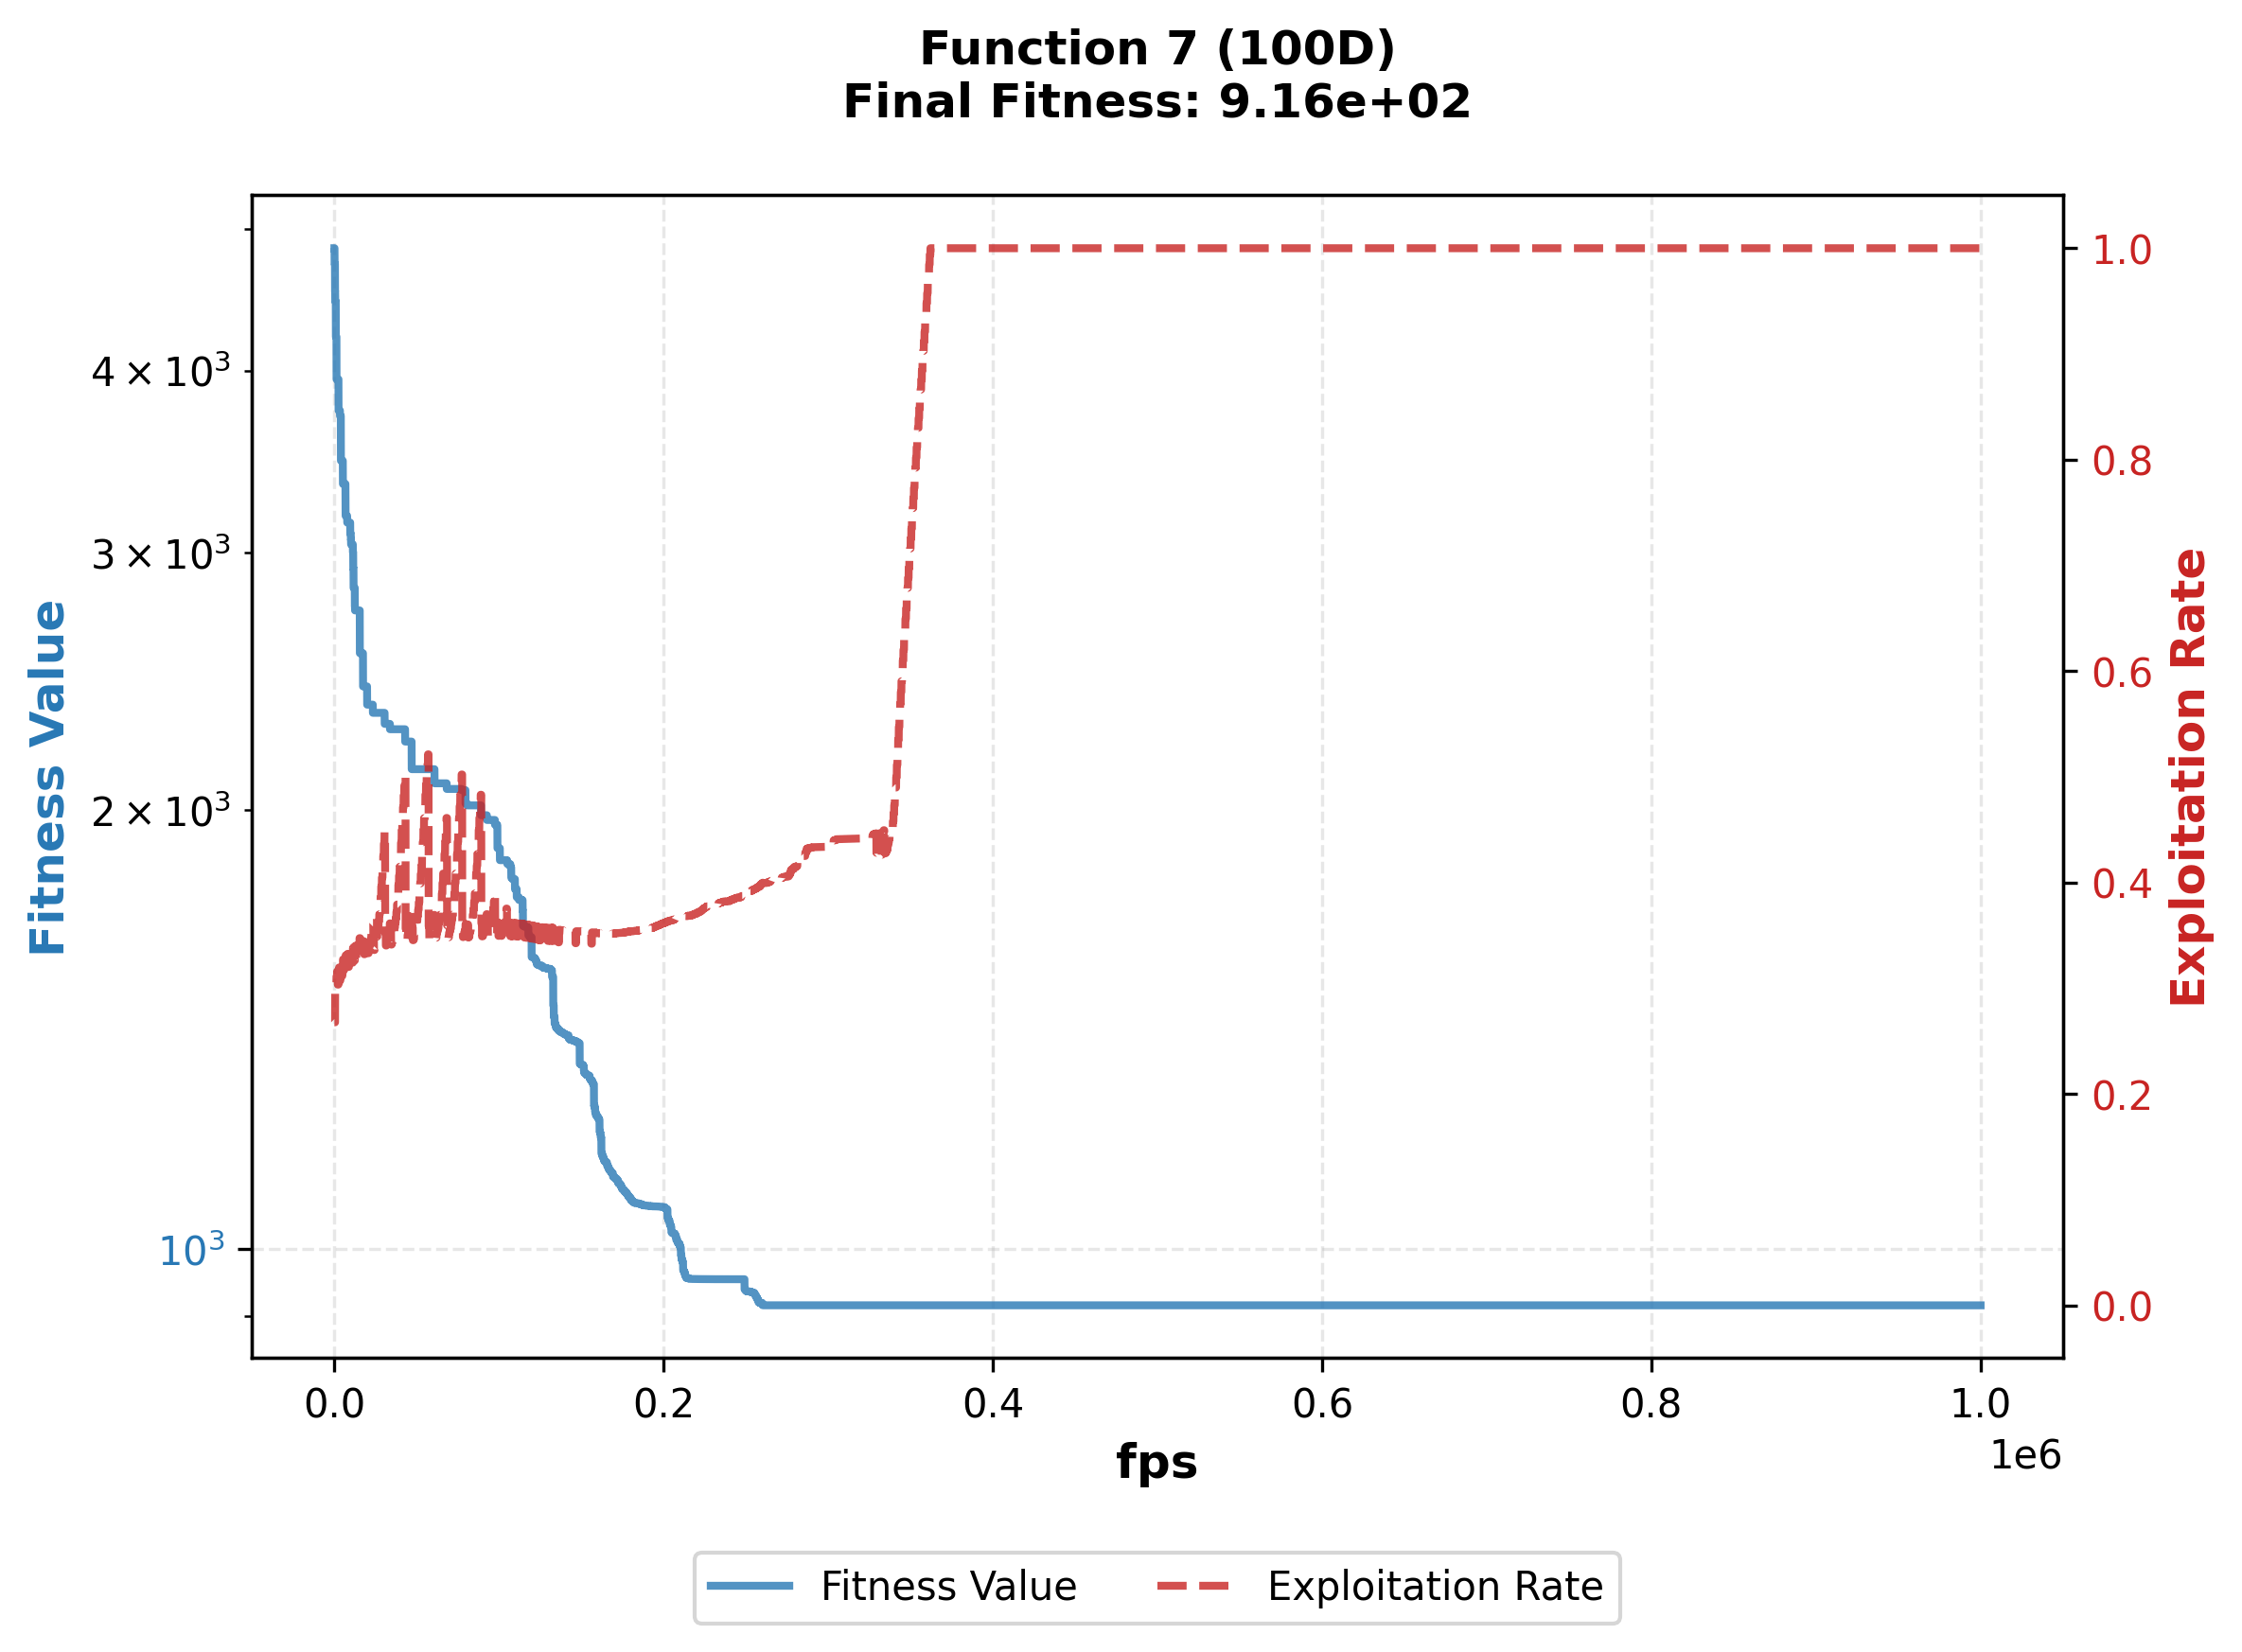 Function 7 (100D)
Final Fitness: 9.16e+02
Fitness Value
4×10³
3×10³
2×10³
10³
1.0
0.8
0.6
0.4
0.2
0.0
Exploitation Rate
0.0 0.2 0.4 0.6 0.8 1.0
1e6
fps
Fitness Value Exploitation Rate